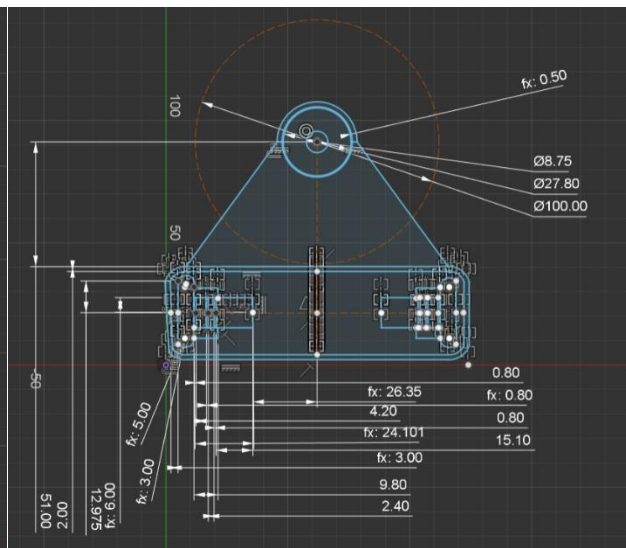 fx: 0.50
100
Ø8.75
Ø27.80
Ø100.00
50
-50
0.80
fx: 26.35
fx: 0.80
4.20
0.80
fx: 24.101
15.10
fx: 5.00
fx: 3.00
fx: 3.00
9.80
2.40
fx: 9.00
12.975
2.00
51.00